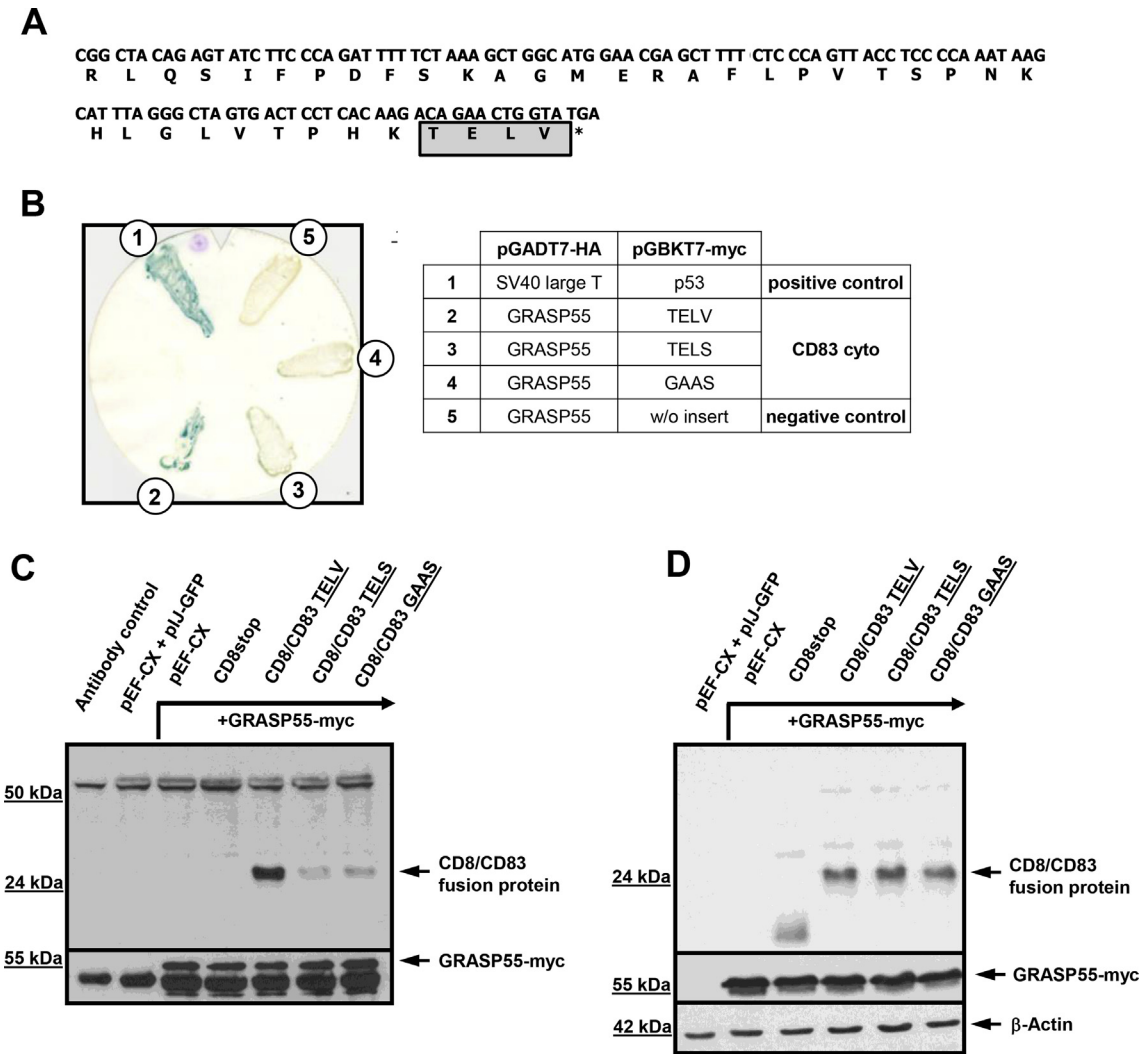 A
CGG CTA CAG AGT ATC TTC CCA GAT TTT TCT AAA GCT GGC ATG GAA CGA GCT TTT CTC CCA GTT ACC TCC CCA AAT AAG
R L Q S I F P D F S K A G M E R A F L P V T S P N K
CAT TTA GGG CTA GTG ACT CCT CAC AAG ACA GAA CTG GTA TGA
H L G L V T P H K T E L V *
B
1
5
4
2
3
pGADT7-HA pGBKT7-myc
1 SV40 large T p53 positive control
2 GRASP55 TELV
3 GRASP55 TELS CD83 cyto
4 GRASP55 GAAS
5 GRASP55 w/o insert negative control
C
Antibody control
pEF-CX + pIJ-GFP
pEF-CX
CD8stop
CD8/CD83 TELV
CD8/CD83 TELS
CD8/CD83 GAAS
+GRASP55-myc
50 kDa
24 kDa
CD8/CD83
fusion protein
55 kDa
GRASP55-myc
D
pEF-CX + pIJ-GFP
pEF-CX
CD8stop
CD8/CD83 TELV
CD8/CD83 TELS
CD8/CD83 GAAS
+GRASP55-myc
24 kDa
CD8/CD83
fusion protein
55 kDa
GRASP55-myc
42 kDa
β-Actin